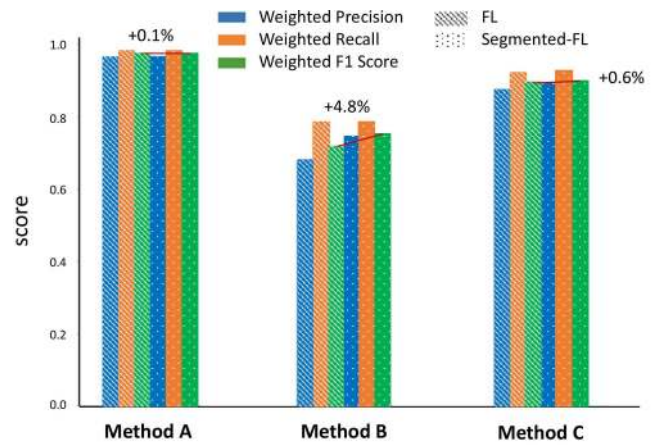 Weighted Precision
Weighted Recall
Weighted F1 Score
FL
Segmented-FL
+0.1%
+4.8%
+0.6%
1.0
0.8
0.6
0.4
0.2
0.0
score
Method A
Method B
Method C